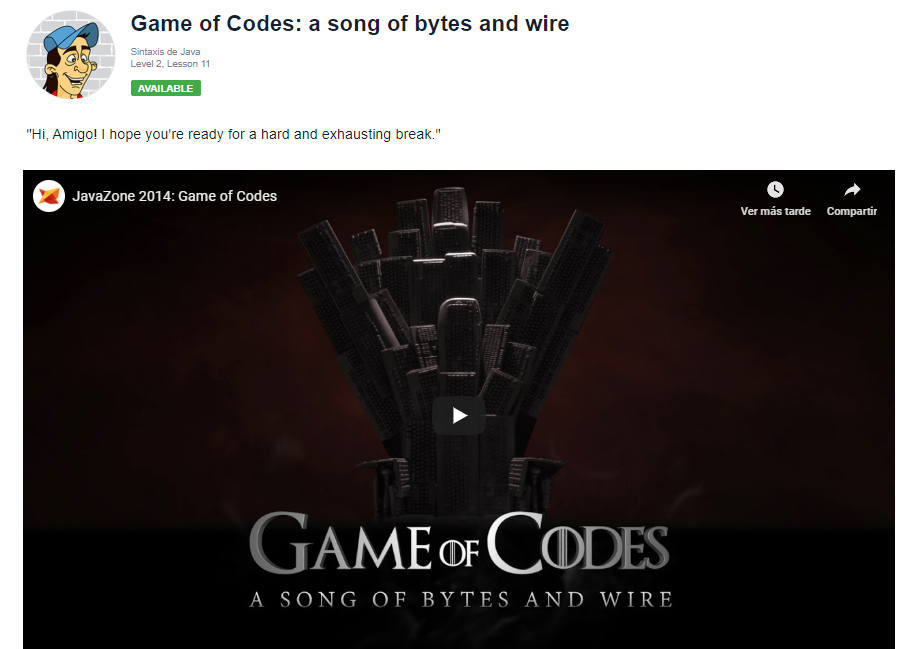 Game of Codes: a song of bytes and wire
Sintaxis de Java
Level 2, Lesson 11
AVAILABLE
"Hi, Amigo! I hope you're ready for a hard and exhausting break."
JavaZone 2014: Game of Codes
Ver más tarde
Compartir
GAME OF CODES
A SONG OF BYTES AND WIRE